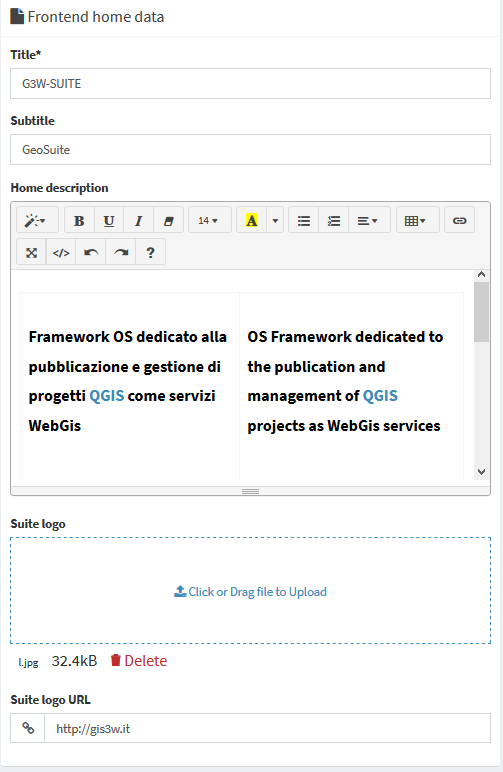 Frontend home data
Title*
G3W-SUITE
Subtitle
GeoSuite
Home description
B U I 14 A
</> ?
Framework OS dedicato alla
pubblicazione e gestione di
progetti QGIS come servizi
WebGis
OS Framework dedicated to
the publication and
management of QGIS
projects as WebGis services
Suite logo
Click or Drag file to Upload
l.jpg 32.4kB Delete
Suite logo URL
http://gis3w.it